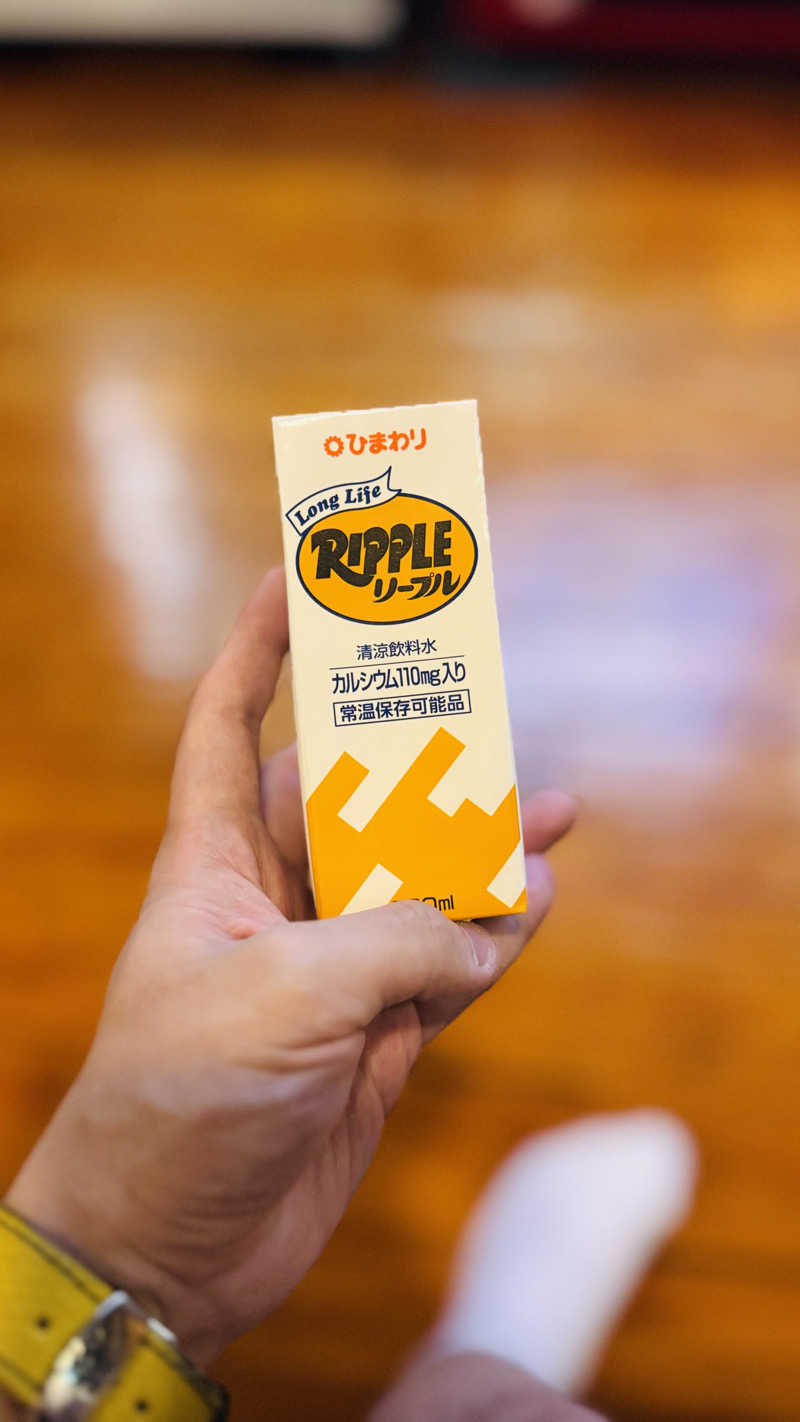 ひまわり
Long Life
RIPPLE
リープル
清涼飲料水
カルシウム110mg入り
常温保存可能品
ml